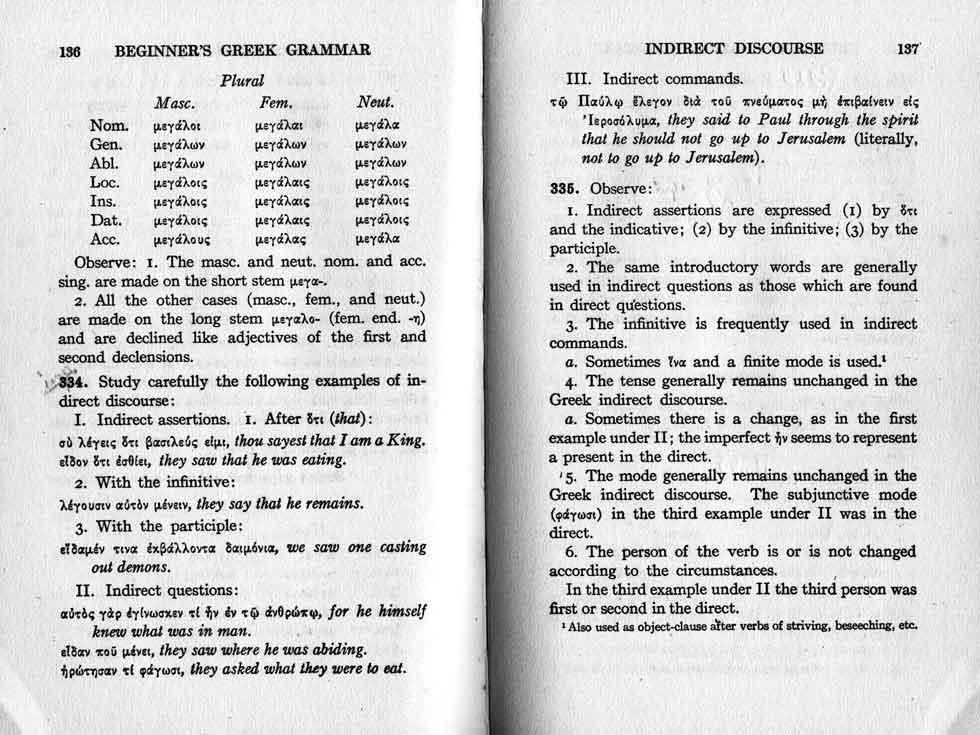 136 BEGINNER'S GREEK GRAMMAR
Plural
Masc. Fem. Neut.
Nom. μεγάλοι μεγάλαι μεγάλα
Gen. μεγάλων μεγάλων μεγάλων
Abl. μεγάλων μεγάλων μεγάλων
Loc. μεγάλοις μεγάλαις μεγάλοις
Ins. μεγάλοις μεγάλαις μεγάλοις
Dat. μεγάλοις μεγάλαις μεγάλοις
Acc. μεγάλους μεγάλας μεγάλα
Observe: 1. The masc. and neut. nom. and acc.
sing. are made on the short stem μεγα-.
2. All the other cases (masc., fem., and neut.)
are made on the long stem μεγαλο- (fem. end. -η)
and are declined like adjectives of the first and
second declensions.
334. Study carefully the following examples of in-
direct discourse:
I. Indirect assertions. 1. After ὅτι (that):
σὺ λέγεις ὅτι βασιλεύς εἰμι, thou sayest that I am a King.
εἶδον ὅτι ἐσθίει, they saw that he was eating.
2. With the infinitive:
λέγουσιν αὐτὸν μένειν, they say that he remains.
3. With the participle:
εἴδαμέν τινα ἐκβάλλοντα δαιμόνια, we saw one casting
out demons.
II. Indirect questions:
αὐτὸς γὰρ ἐγίνωσκεν τί ἦν ἐν τῷ ἀνθρώπῳ, for he himself
knew what was in man.
εἶδαν ποῦ μένει, they saw where he was abiding.
ἠρώτησαν τί φάγωσι, they asked what they were to eat.
INDIRECT DISCOURSE 137
III. Indirect commands.
τῷ Παύλῳ ἔλεγον διὰ τοῦ πνεύματος μὴ ἐπιβαίνειν εἰς
Ἱεροσόλυμα, they said to Paul through the spirit
that he should not go up to Jerusalem (literally,
not to go up to Jerusalem).
335. Observe:
1. Indirect assertions are expressed (1) by ὅτι
and the indicative; (2) by the infinitive; (3) by the
participle.
2. The same introductory words are generally
used in indirect questions as those which are found
in direct questions.
3. The infinitive is frequently used in indirect
commands.
a. Sometimes ἵνα and a finite mode is used.¹
4. The tense generally remains unchanged in the
Greek indirect discourse.
a. Sometimes there is a change, as in the first
example under II; the imperfect ἦν seems to represent
a present in the direct.
5. The mode generally remains unchanged in the
Greek indirect discourse. The subjunctive mode
(φάγωσι) in the third example under II was in the
direct.
6. The person of the verb is or is not changed
according to the circumstances.
In the third example under II the third person was
first or second in the direct.
¹ Also used as object-clause after verbs of striving, beseeching, etc.